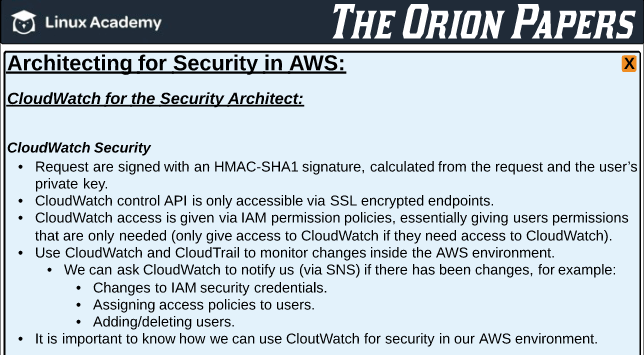 Linux Academy
THE ORION PAPERS
Architecting for Security in AWS:
X
CloudWatch for the Security Architect:
CloudWatch Security
• Request are signed with an HMAC-SHA1 signature, calculated from the request and the user's
private key.
• CloudWatch control API is only accessible via SSL encrypted endpoints.
• CloudWatch access is given via IAM permission policies, essentially giving users permissions
that are only needed (only give access to CloudWatch if they need access to CloudWatch).
• Use CloudWatch and CloudTrail to monitor changes inside the AWS environment.
• We can ask CloudWatch to notify us (via SNS) if there has been changes, for example:
• Changes to IAM security credentials.
• Assigning access policies to users.
• Adding/deleting users.
• It is important to know how we can use CloutWatch for security in our AWS environment.